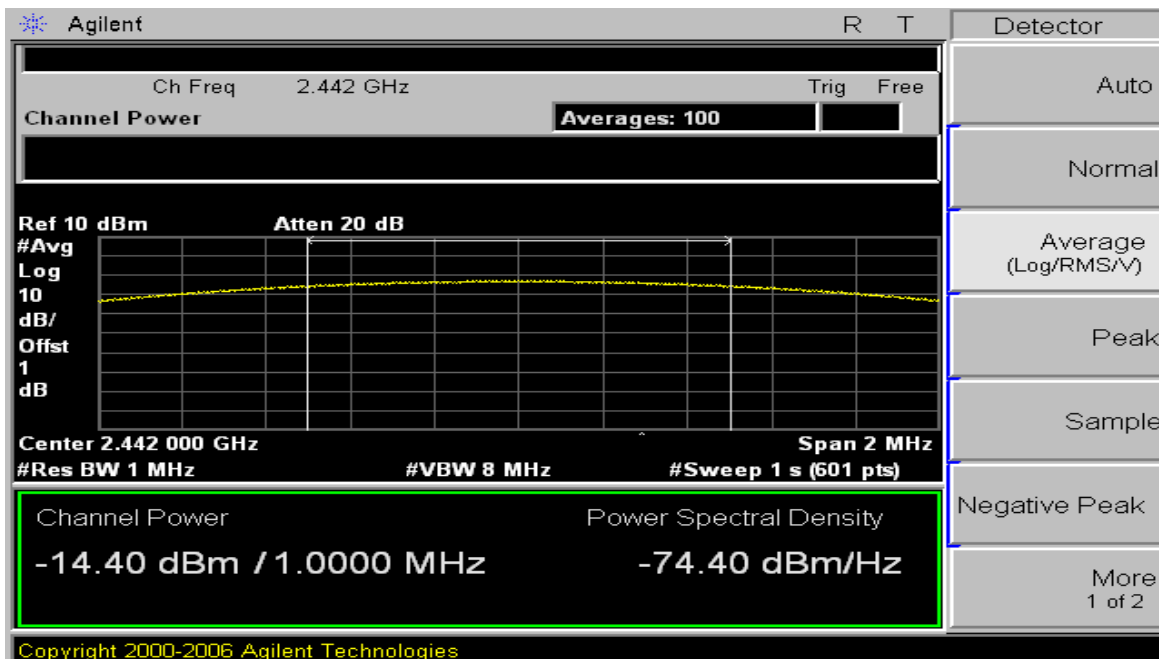 Agilent R T
Ch Freq 2.442 GHz Trig Free
Channel Power Averages: 100
Ref 10 dBm Atten 20 dB
#Avg
Log
10
dB/
Offst
1
dB
Center 2.442 000 GHz Span 2 MHz
#Res BW 1 MHz #VBW 8 MHz #Sweep 1 s (601 pts)
Channel Power Power Spectral Density
-14.40 dBm / 1.0000 MHz -74.40 dBm/Hz
Copyright 2000-2006 Agilent Technologies
Detector
Auto
Normal
Average
(Log/RMS/V)
Peak
Sample
Negative Peak
More
1 of 2